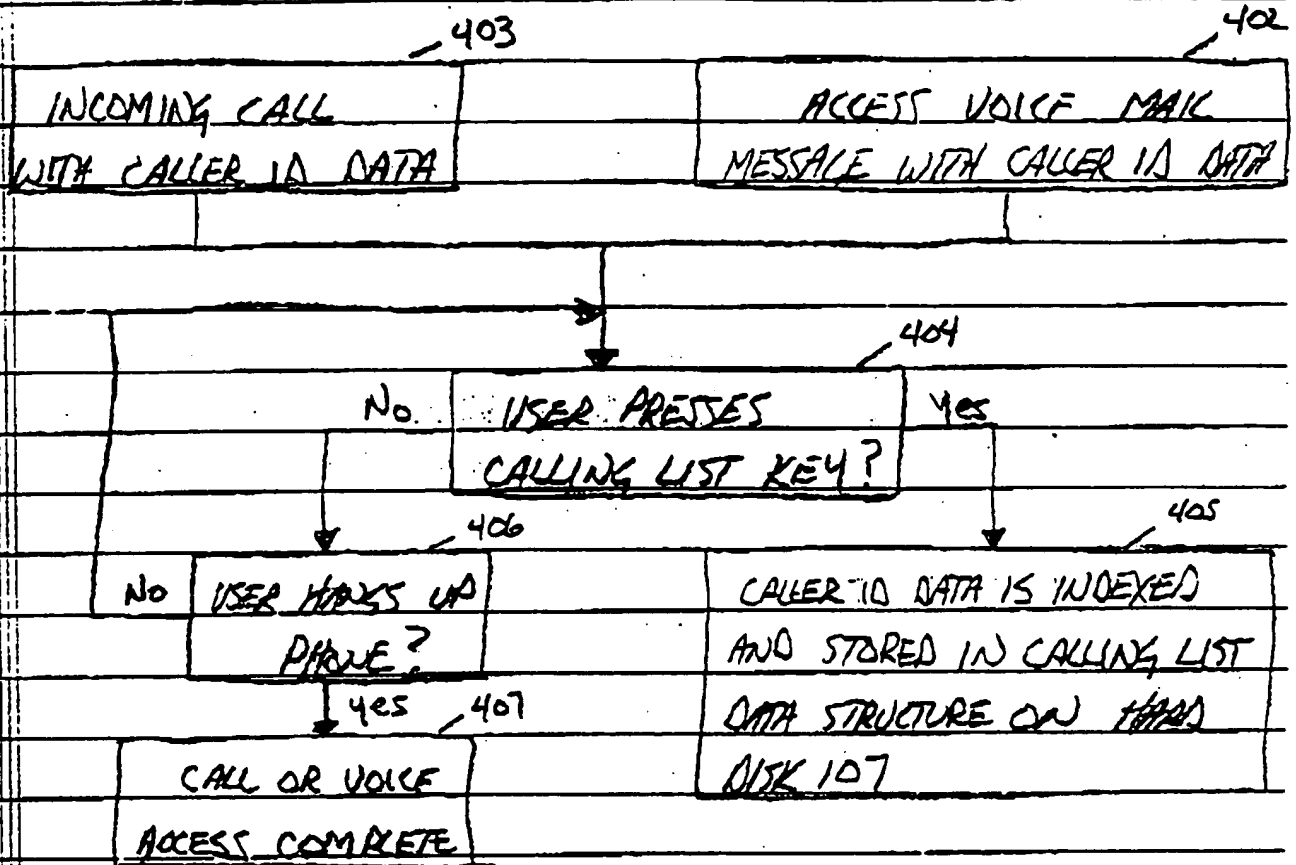 403
INCOMING CALL
WITH CALLER ID DATA
402
ACCESS VOICE MAIL
MESSAGE WITH CALLER ID DATA
404
No
USER PRESSES
CALLING LIST KEY?
Yes
406
No
USER HANGS UP
PHONE?
yes
405
CALLER ID DATA IS INDEXED
AND STORED IN CALLING LIST
DATA STRUCTURE ON HARD
DISK 107
407
CALL OR VOICE
ACCESS COMPLETE